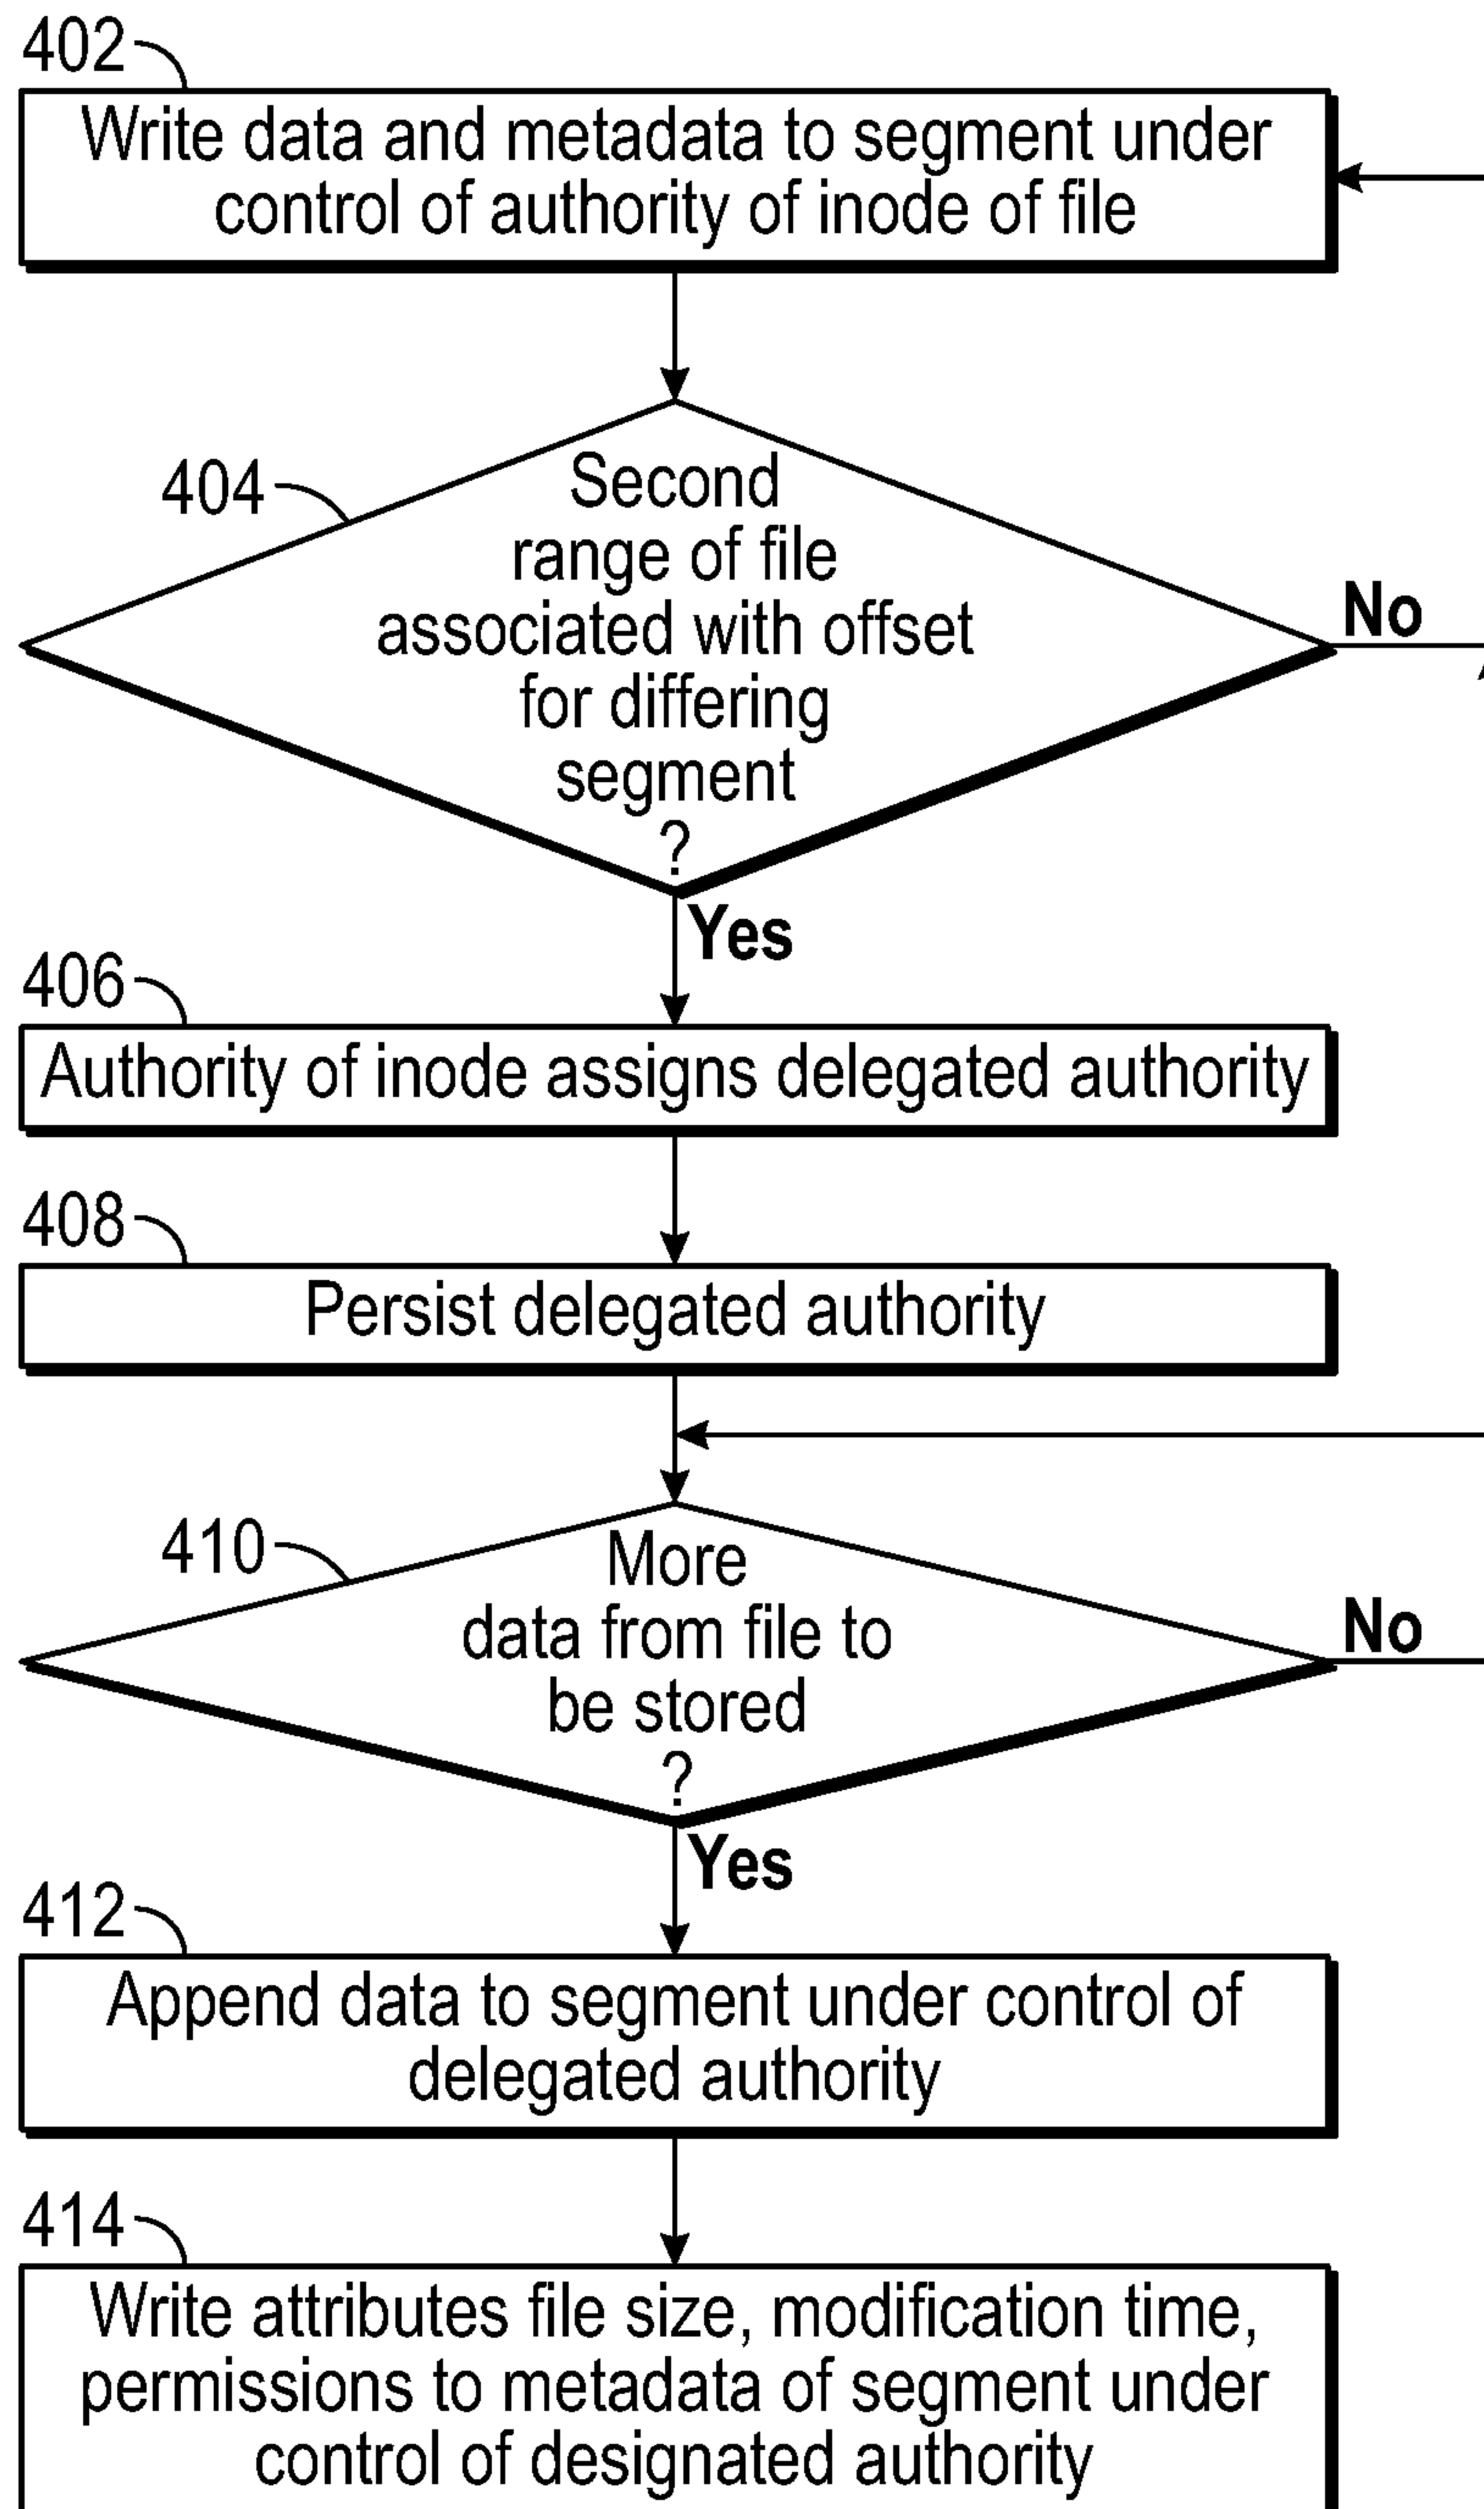 402
Write data and metadata to segment under
control of authority of inode of file
404
Second
range of file
associated with offset
for differing
segment
?
No
Yes
406
Authority of inode assigns delegated authority
408
Persist delegated authority
410
More
data from file to
be stored
?
No
Yes
412
Append data to segment under control of
delegated authority
414
Write attributes file size, modification time,
permissions to metadata of segment under
control of designated authority